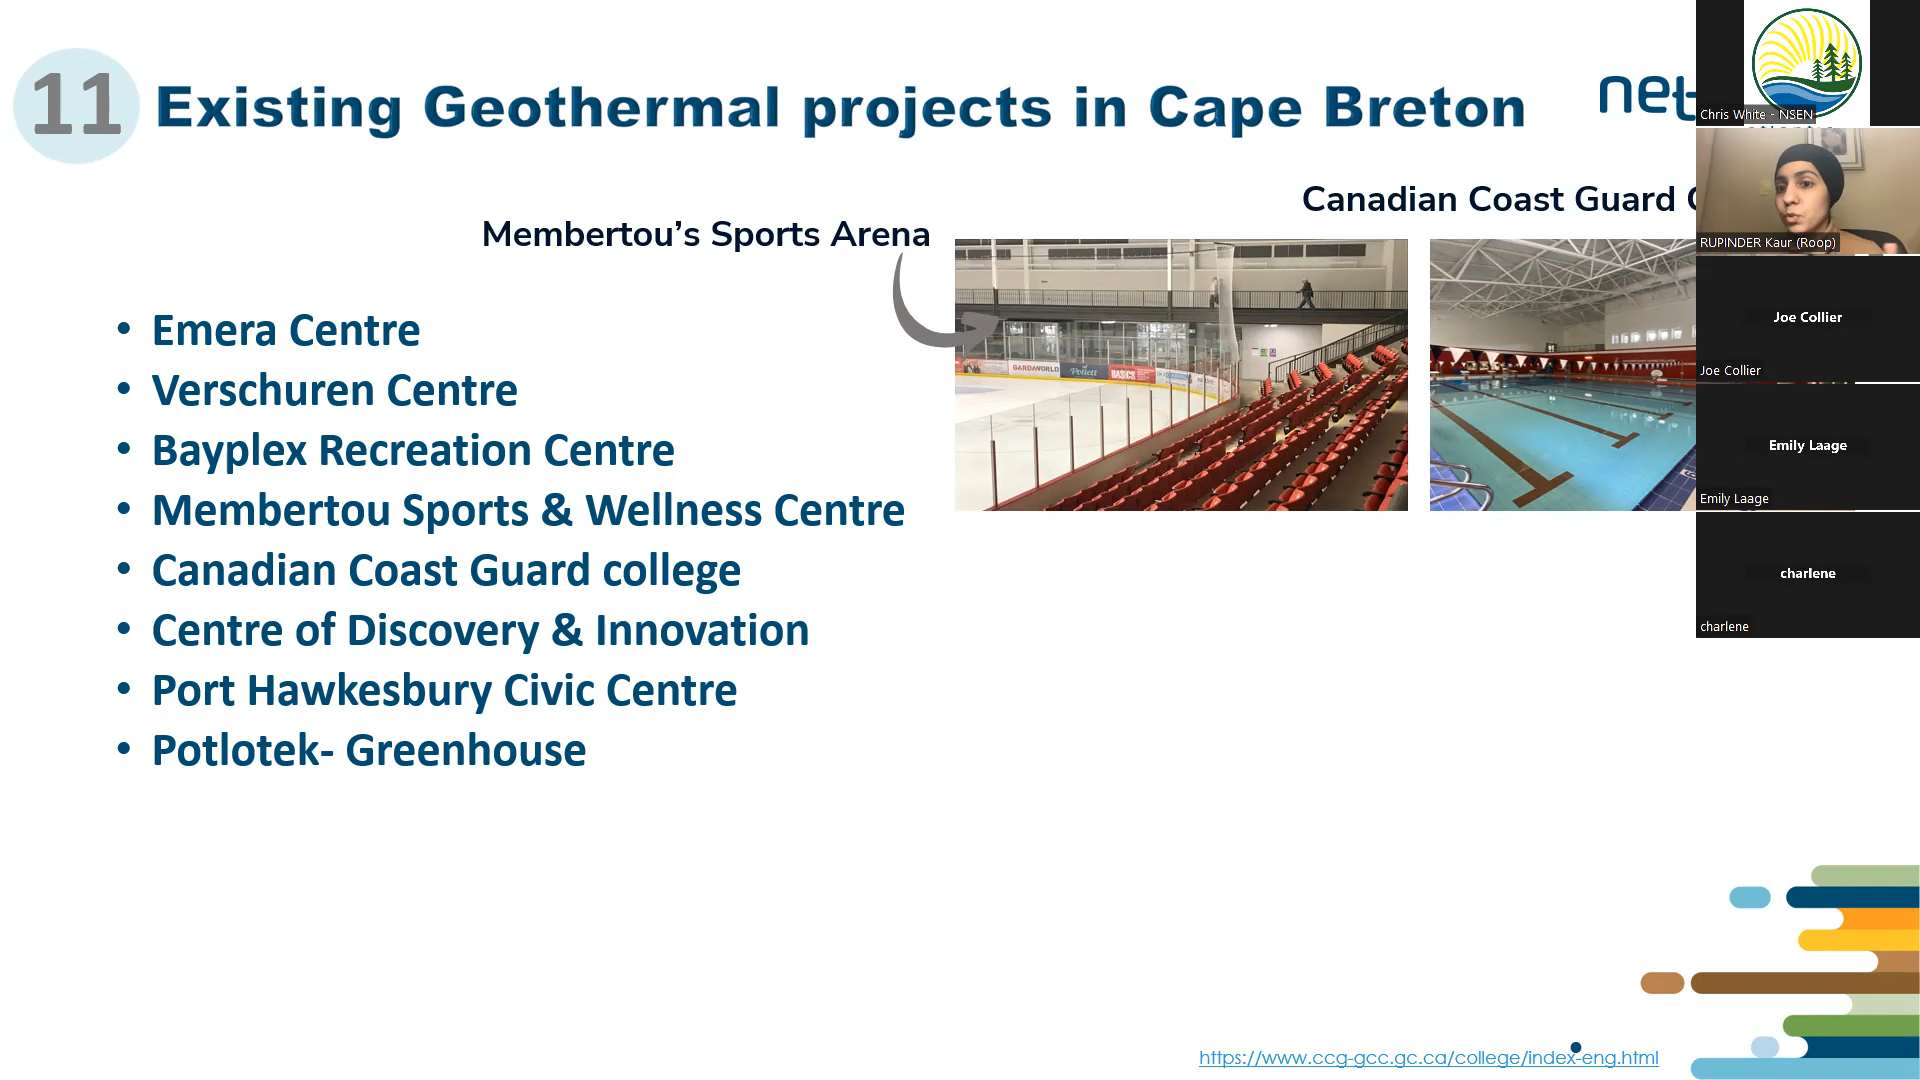 11
Existing Geothermal projects in Cape Breton
net
Canadian Coast Guard
Membertou’s Sports Arena
• Emera Centre
• Verschuren Centre
• Bayplex Recreation Centre
• Membertou Sports & Wellness Centre
• Canadian Coast Guard college
• Centre of Discovery & Innovation
• Port Hawkesbury Civic Centre
• Potlotek- Greenhouse
GARDAWORLD
Pollett
BASICS
https://www.ccg-gcc.gc.ca/college/index-eng.html
Chris White - NSEN
RUPINDER Kaur (Roop)
Joe Collier
Joe Collier
Emily Laage
Emily Laage
charlene
charlene